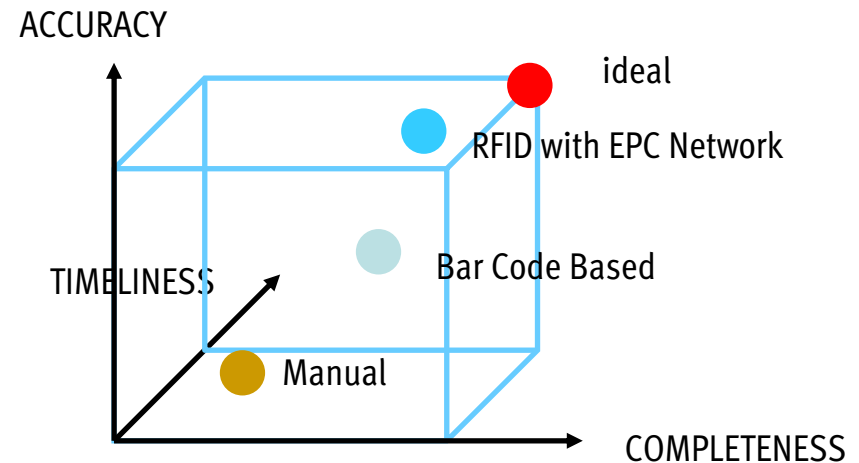 ACCURACY
ideal
RFID with EPC Network
Bar Code Based
TIMELINESS
Manual
COMPLETENESS